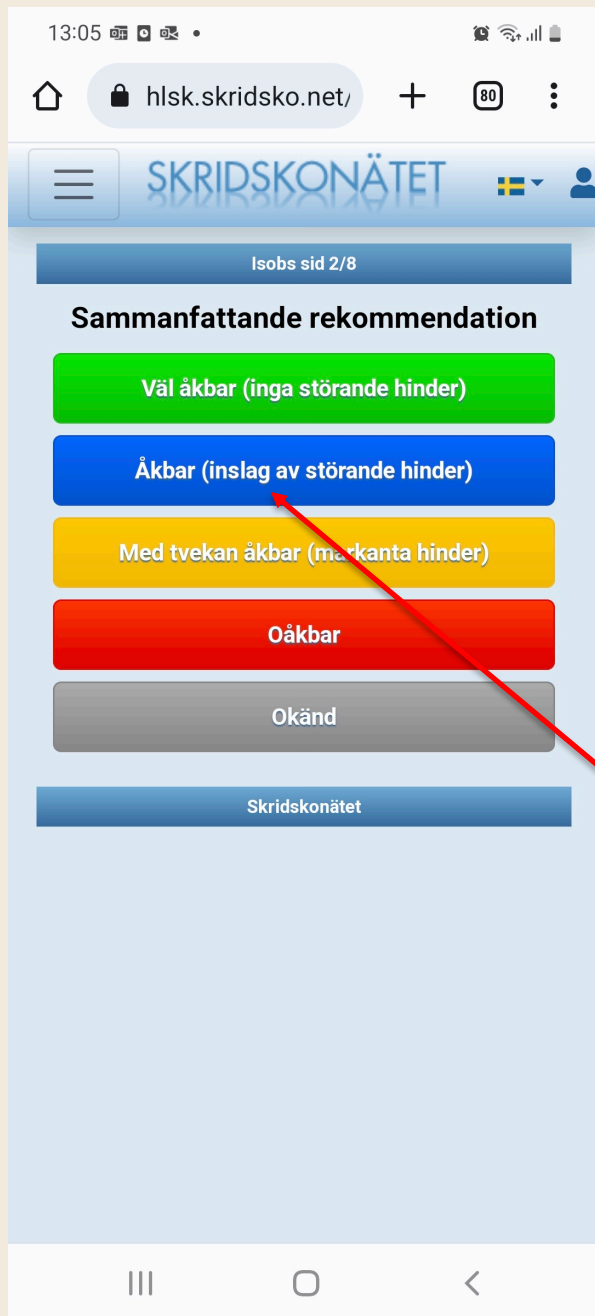 13:05
hlsk.skridsko.net/
80
SKRIDSKONÄTET
Isobs sid 2/8
Sammanfattande rekommendation
Väl åkbar (inga störande hinder)
Åkbar (inslag av störande hinder)
Med tvekan åkbar (markanta hinder)
Oåkbar
Okänd
Skridskonätet